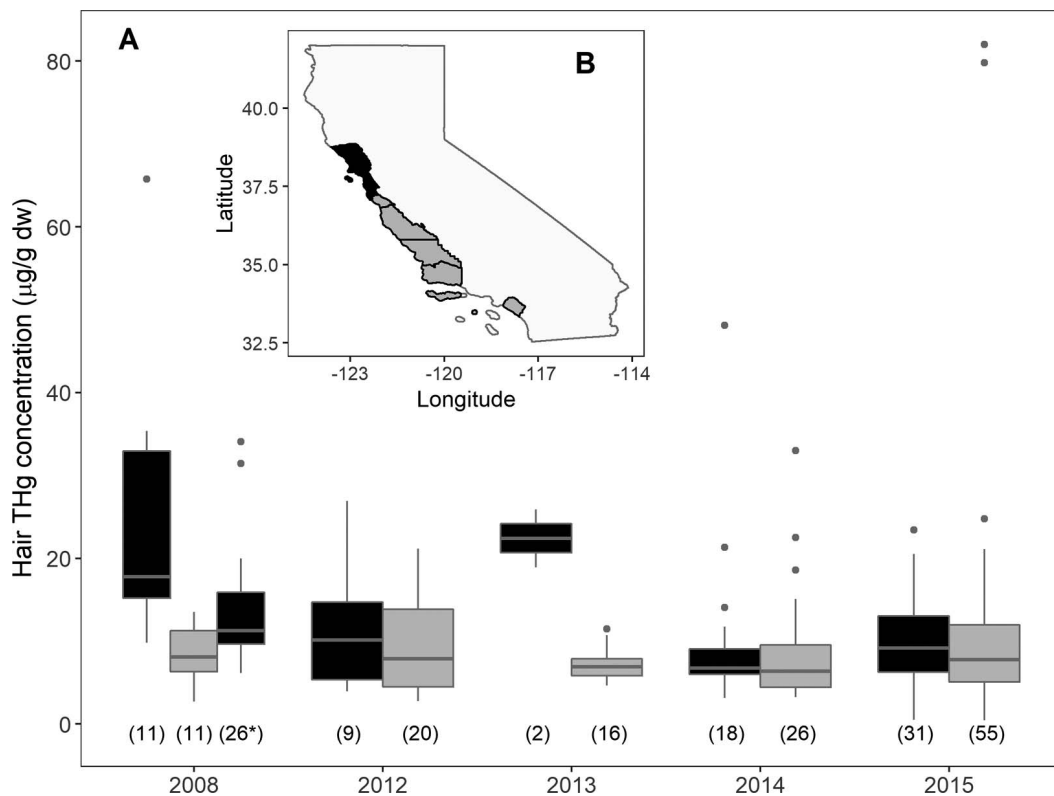 A
B
80
60
40
20
0
Hair THg concentration (μg/g dw)
40.0
37.5
35.0
32.5
Latitude
-123 -120 -117 -114
Longitude
(11) (11) (26*) (9) (20) (2) (16) (18) (26) (31) (55)
2008 2012 2013 2014 2015